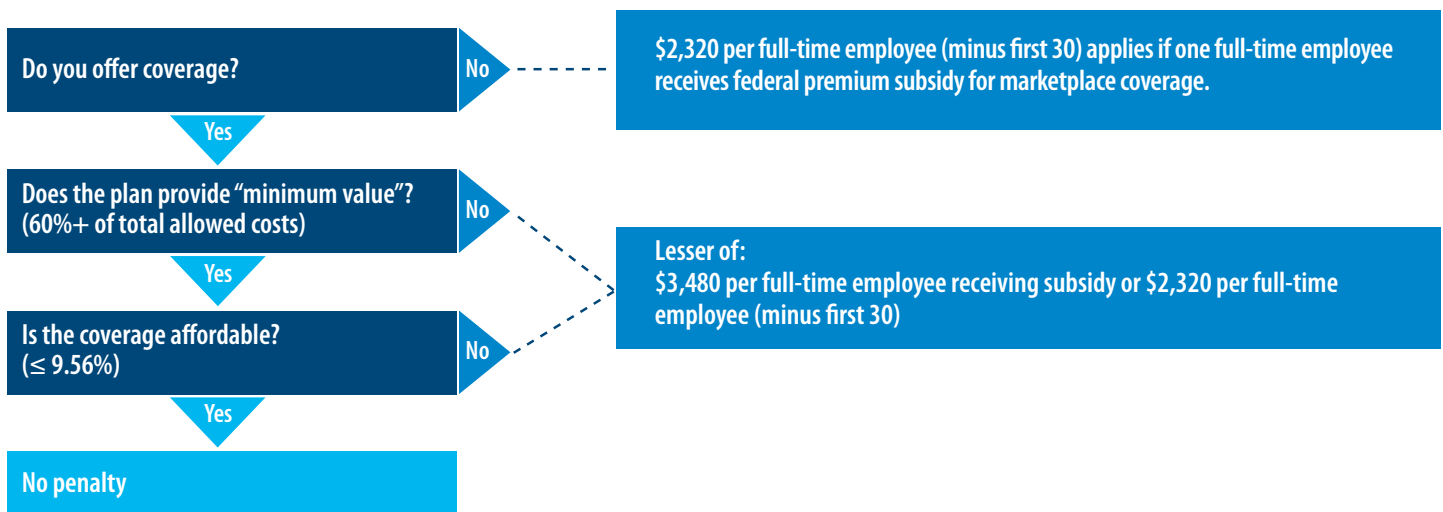 Do you offer coverage?
No
$2,320 per full-time employee (minus first 30) applies if one full-time employee
receives federal premium subsidy for marketplace coverage.
Yes
Does the plan provide “minimum value”?
(60%+ of total allowed costs)
No
Yes
Lesser of:
$3,480 per full-time employee receiving subsidy or $2,320 per full-time
employee (minus first 30)
Is the coverage affordable?
(≤ 9.56%)
No
Yes
No penalty